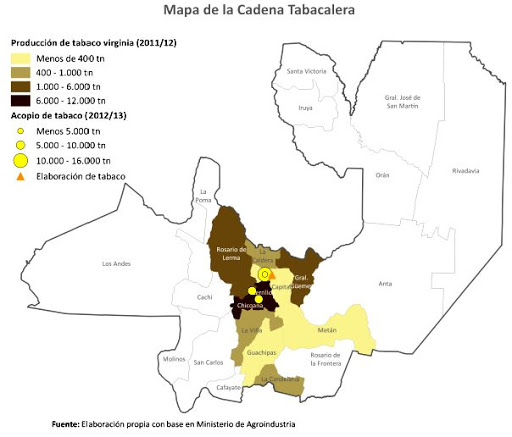 Mapa de la Cadena Tabacalera
Producción de tabaco virginia (2011/12)
Menos de 400 tn
400 - 1.000 tn
1.000 - 6.000 tn
6.000 - 12.000 tn
Acopio de tabaco (2012/13)
Menos 5.000 tn
5.000 - 10.000 tn
10.000 - 16.000 tn
Elaboración de tabaco
Santa Victoria
Iruya
Gral. José de
San Martín
Orán
Rivadavia
La
Poma
Los Andes
Rosario de
Lerma
La
Caldera
Gral.
Güemes
Capital
Anta
Cachi
Chicoana
La Viña
Metán
Guachipas
Molinos
San Carlos
Rosario de
la Frontera
Cafayate
La Candelaria
Fuente: Elaboración propia con base en Ministerio de Agroindustria